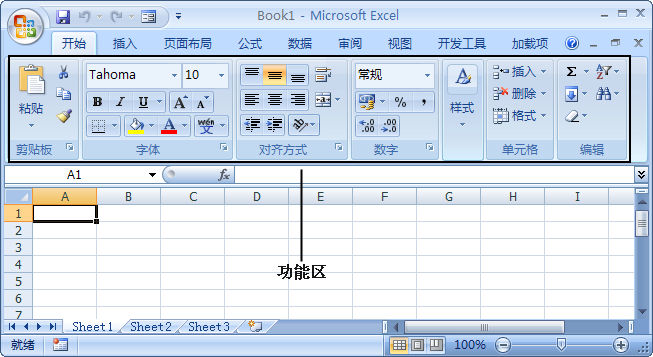 Book1 - Microsoft Excel
开始 插入 页面布局 公式 数据 审阅 视图 开发工具 加载项
粘贴
剪贴板
Tahoma 10
B I U A A
A wén 文
字体
对齐方式
常规
% ,
.0 .00 .00 .0
数字
A
样式
插入
删除
格式
单元格
Σ A Z
编辑
A1 fx
A B C D E F G H I
1
2
3
4
5
6
7
功能区
Sheet1 Sheet2 Sheet3
就绪 100%